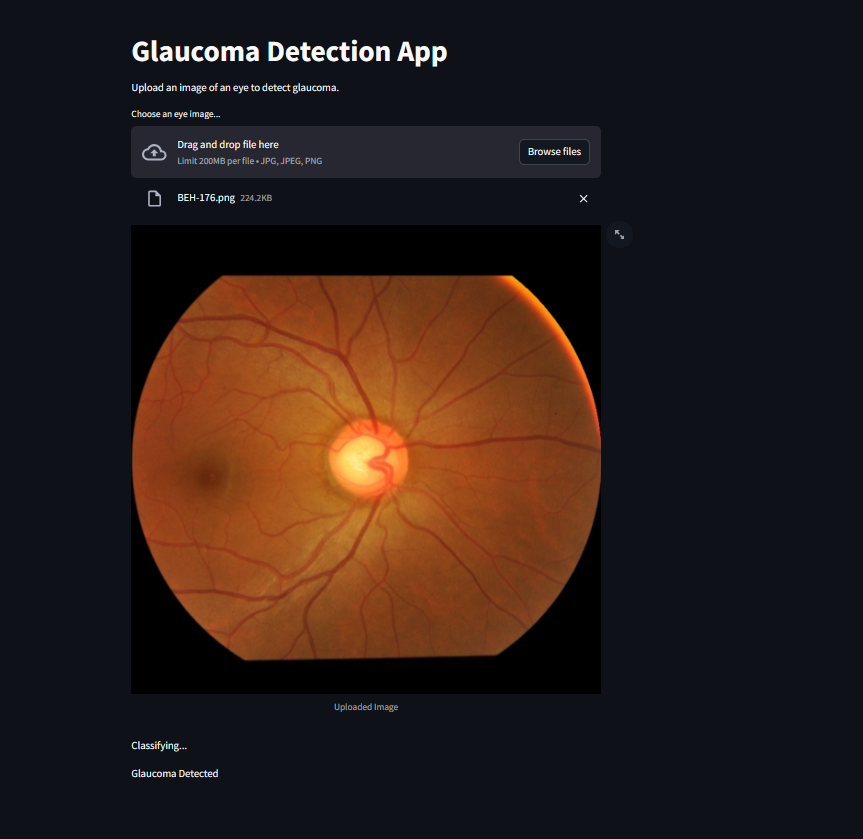 Glaucoma Detection App
Upload an image of an eye to detect glaucoma.
Choose an eye image...
Drag and drop file here
Limit 200MB per file • JPG, JPEG, PNG
Browse files
BEH-176.png 224.2KB
Uploaded Image
Classifying...
Glaucoma Detected